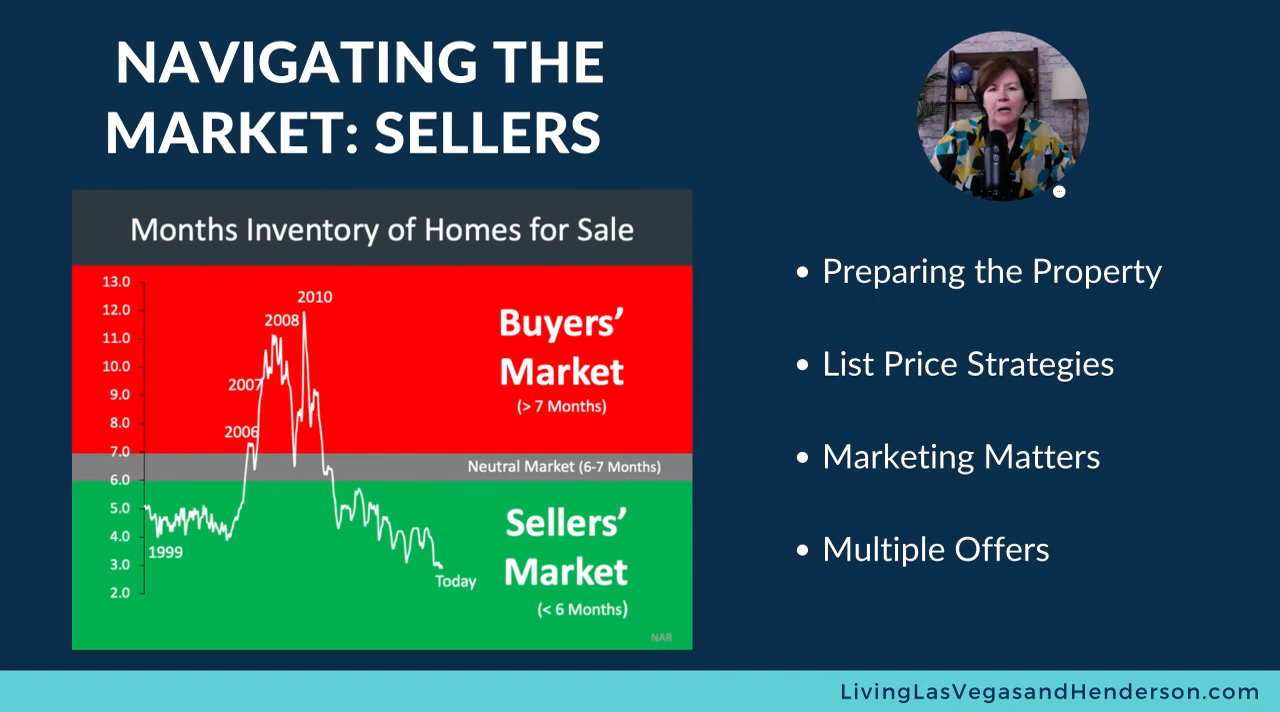 NAVIGATING THE
MARKET: SELLERS
Months Inventory of Homes for Sale
13.0
12.0
11.0
10.0
9.0
8.0
7.0
6.0
5.0
4.0
3.0
2.0
1999
2006
2007
2008
2010
Today
Buyers’
Market
(> 7 Months)
Neutral Market (6-7 Months)
Sellers’
Market
(< 6 Months)
NAR
• Preparing the Property
• List Price Strategies
• Marketing Matters
• Multiple Offers
LivingLasVegasandHenderson.com